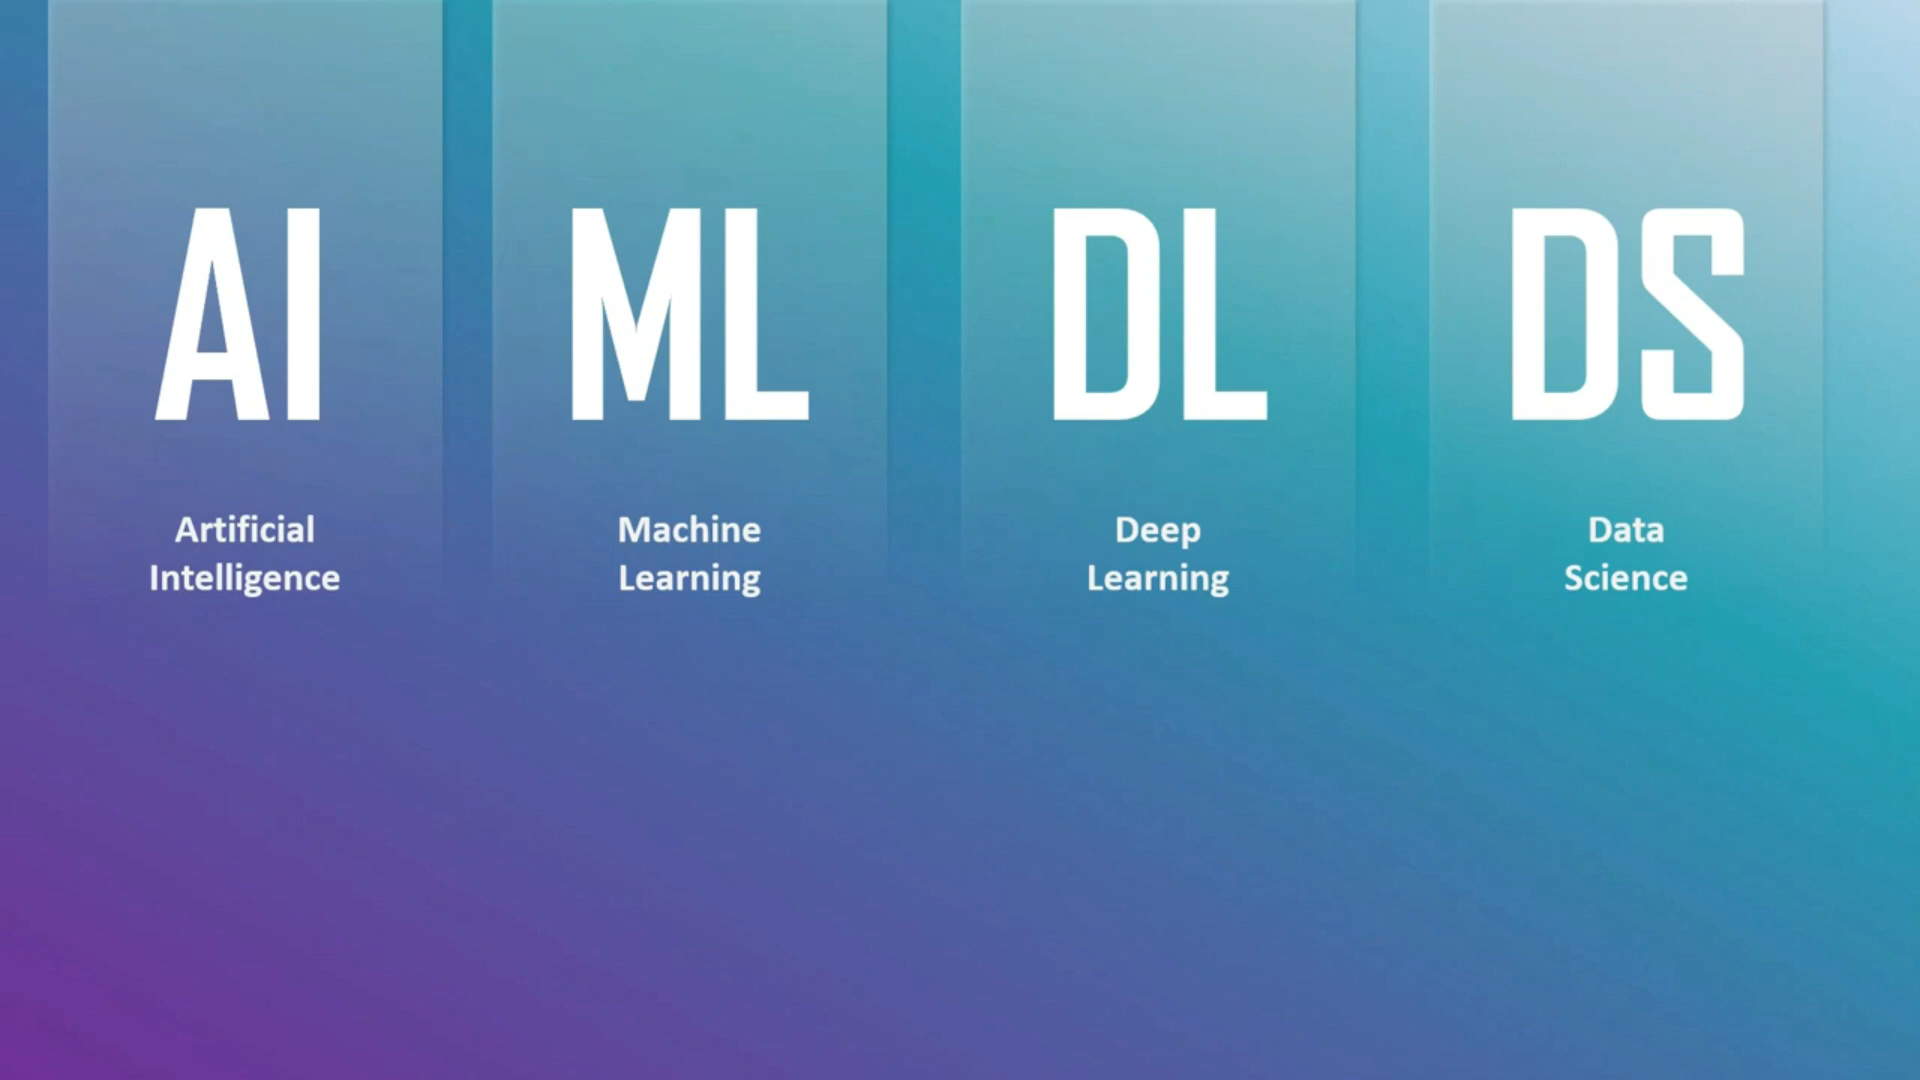 AI
Artificial
Intelligence
ML
Machine
Learning
DL
Deep
Learning
DS
Data
Science